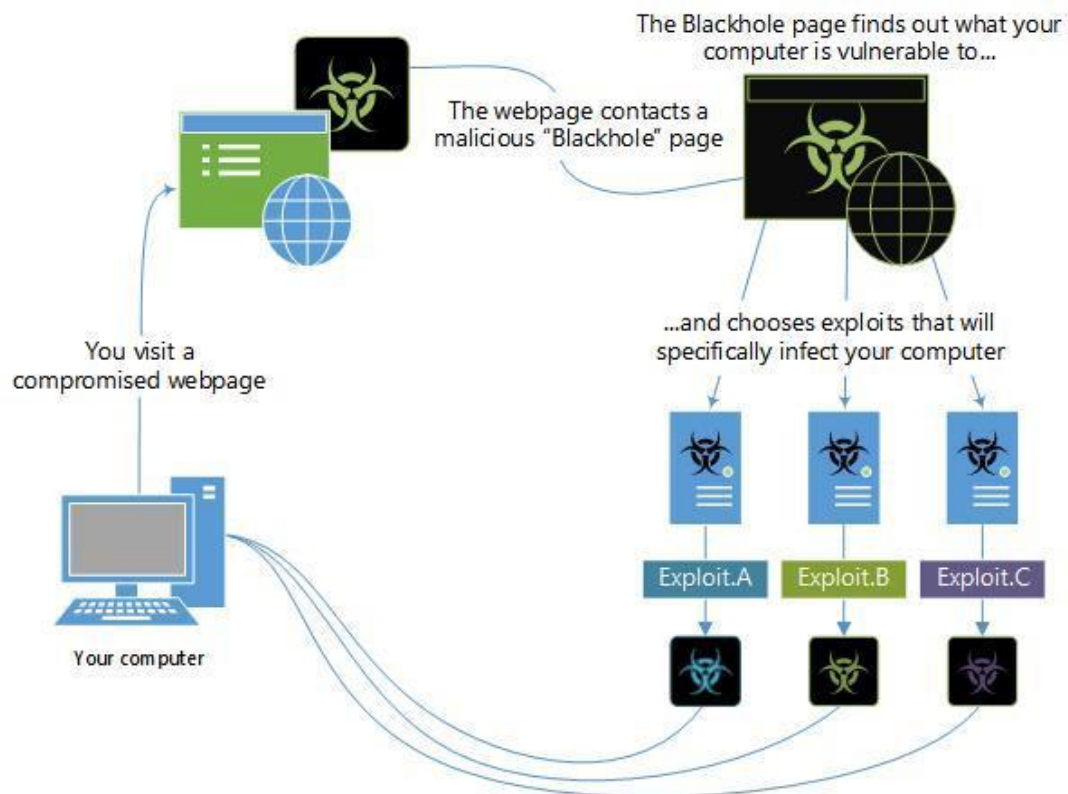 The Blackhole page finds out what your
computer is vulnerable to...
The webpage contacts a
malicious “Blackhole” page
...and chooses exploits that will
specifically infect your computer
You visit a
compromised webpage
Exploit.A
Exploit.B
Exploit.C
Your computer